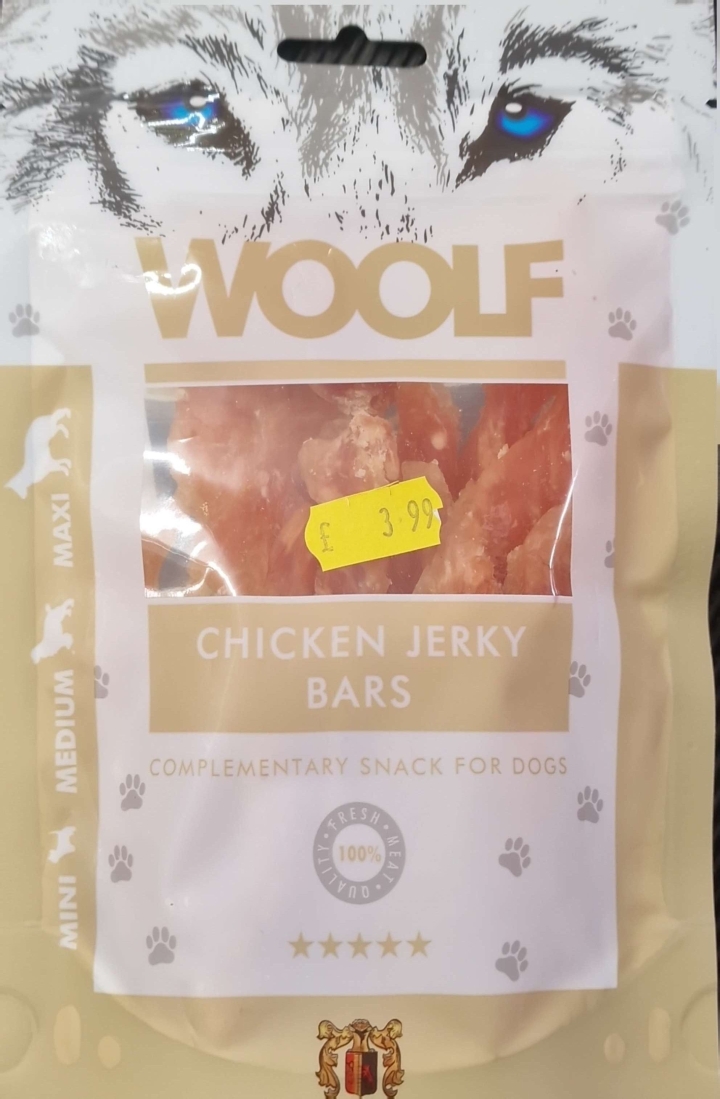 WOOLF
£ 3.99
CHICKEN JERKY
BARS
COMPLEMENTARY SNACK FOR DOGS
FRESH • MEAT • QUALITY •
100%
MAXI
MEDIUM
MINI